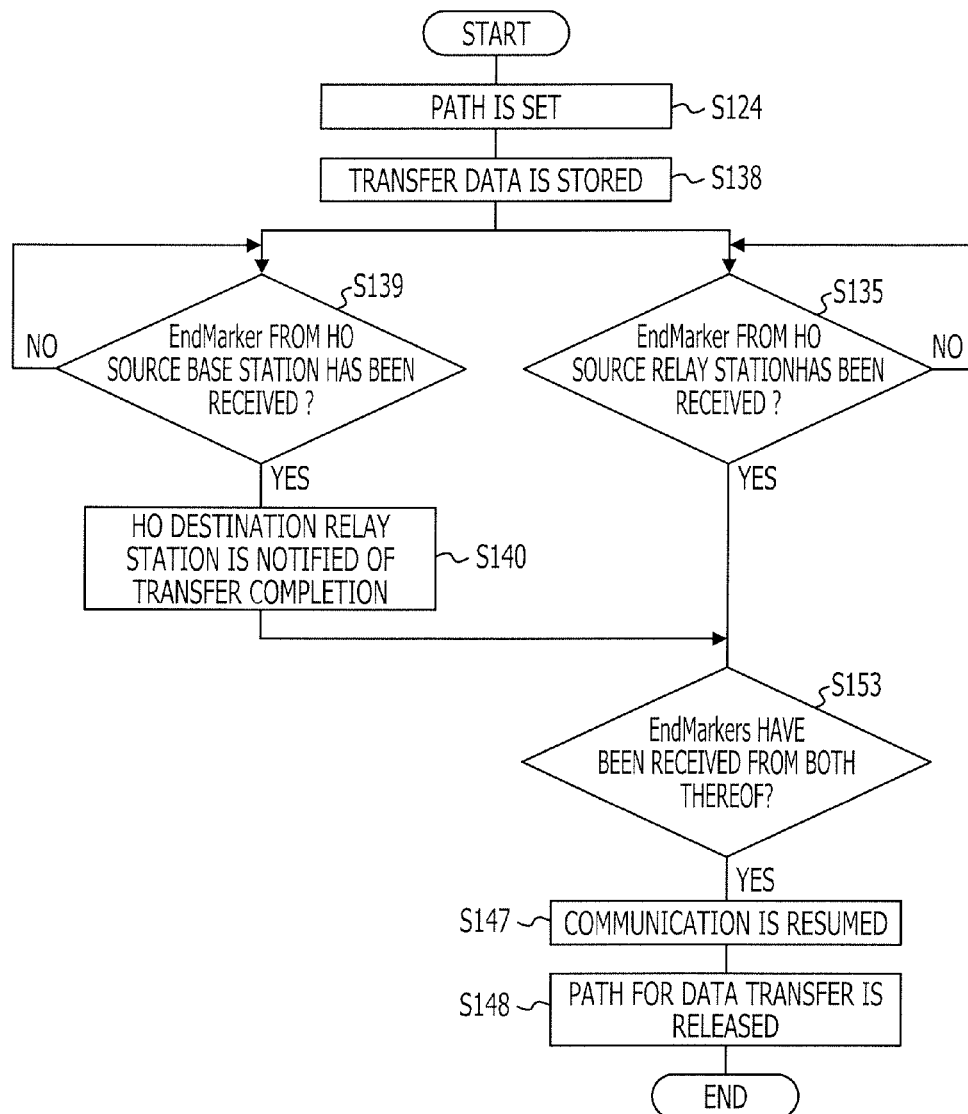 START
PATH IS SET
S124
TRANSFER DATA IS STORED
S138
S139
EndMarker FROM HO
SOURCE BASE STATION HAS BEEN
RECEIVED ?
NO
YES
S135
EndMarker FROM HO
SOURCE RELAY STATIONHAS BEEN
RECEIVED ?
NO
YES
HO DESTINATION RELAY
STATION IS NOTIFIED OF
TRANSFER COMPLETION
S140
S153
EndMarkers HAVE
BEEN RECEIVED FROM BOTH
THEREOF?
YES
S147
COMMUNICATION IS RESUMED
S148
PATH FOR DATA TRANSFER IS
RELEASED
END